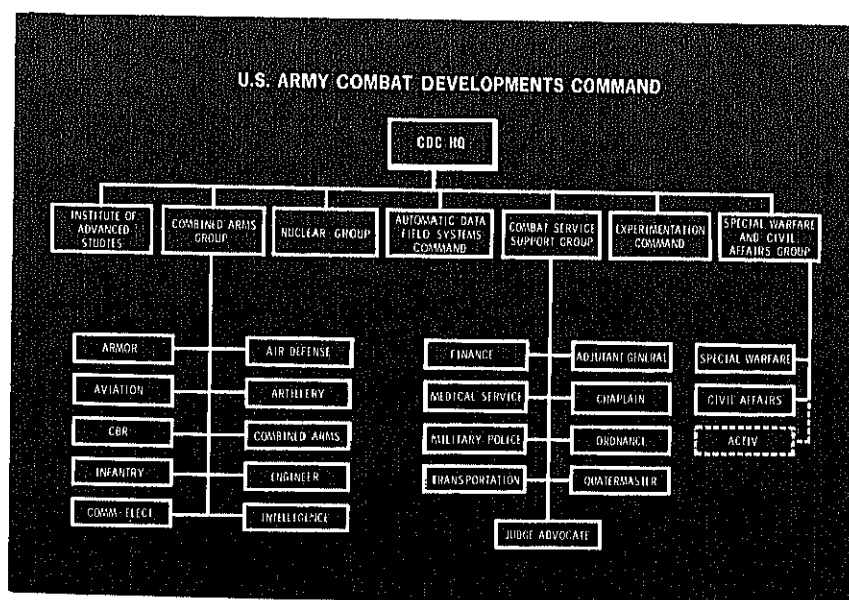 U.S. ARMY COMBAT DEVELOPMENTS COMMAND
CDC HQ
INSTITUTE OF
ADVANCED
STUDIES
COMBINED ARMS
GROUP
NUCLEAR GROUP
AUTOMATIC DATA
FIELD SYSTEMS
COMMAND
COMBAT SERVICE
SUPPORT GROUP
EXPERIMENTATION
COMMAND
SPECIAL WARFARE
AND CIVIL
AFFAIRS GROUP
ARMOR
AIR DEFENSE
AVIATION
ARTILLERY
CBR
COMBINED ARMS
INFANTRY
ENGINEER
COMM-ELECT
INTELLIGENCE
FINANCE
ADJUTANT GENERAL
MEDICAL SERVICE
CHAPLAIN
MILITARY POLICE
ORDNANCE
TRANSPORTATION
QUATERMASTER
JUDGE ADVOCATE
SPECIAL WARFARE
CIVIL AFFAIRS
ACTIV